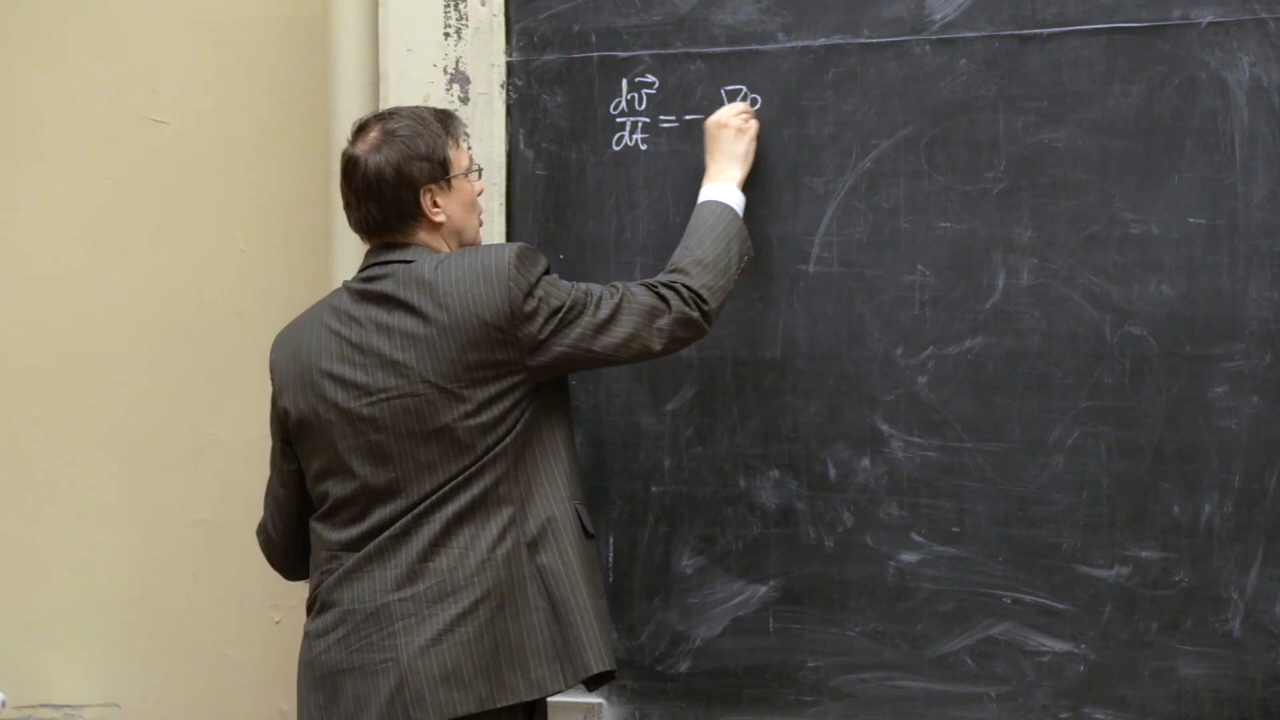 dv⃗/dt = - ∇p